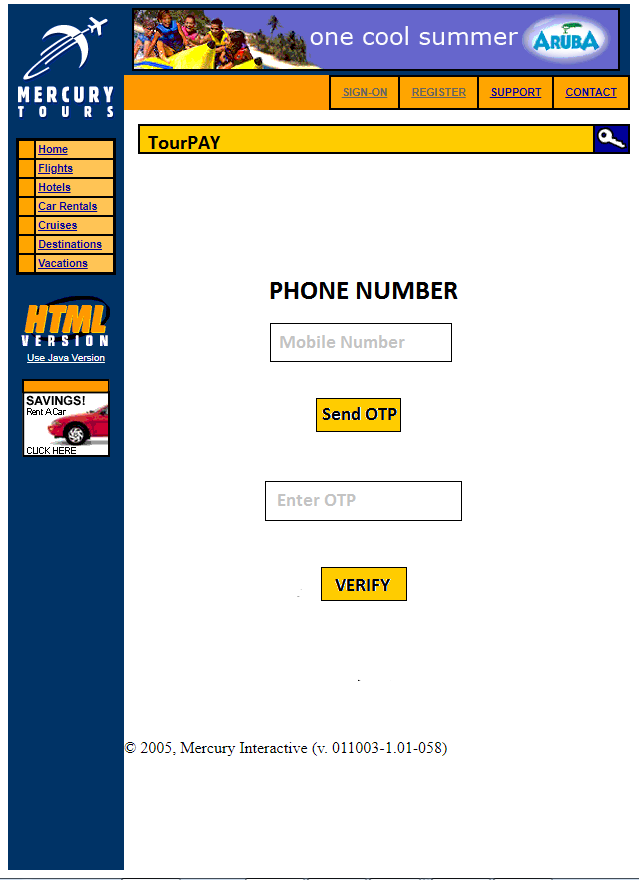 one cool summer ARUBA
MERCURY
TOURS
SIGN-ON REGISTER SUPPORT CONTACT
TourPAY
Home
Flights
Hotels
Car Rentals
Cruises
Destinations
Vacations
HTML
VERSION
Use Java Version
SAVINGS!
Rent A Car
CLICK HERE
PHONE NUMBER
Mobile Number
Send OTP
Enter OTP
VERIFY
© 2005, Mercury Interactive (v. 011003-1.01-058)